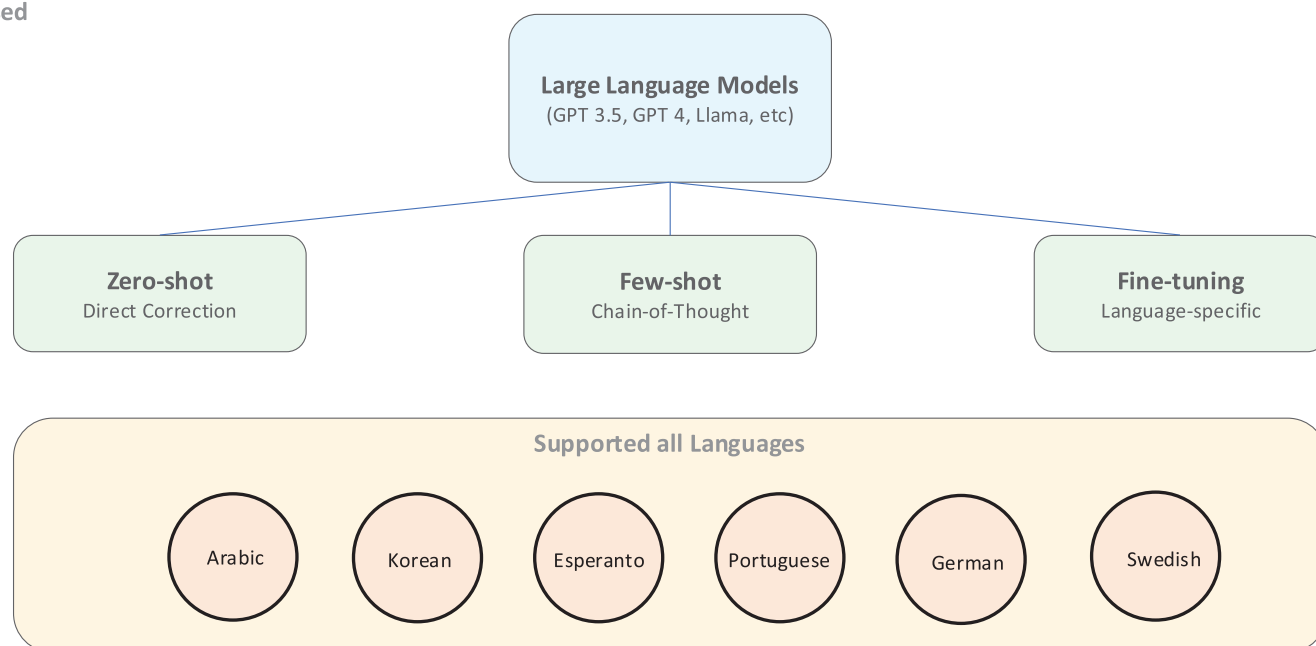 ed
Large Language Models
(GPT 3.5, GPT 4, Llama, etc)
Zero-shot
Direct Correction
Few-shot
Chain-of-Thought
Fine-tuning
Language-specific
Supported all Languages
Arabic
Korean
Esperanto
Portuguese
German
Swedish